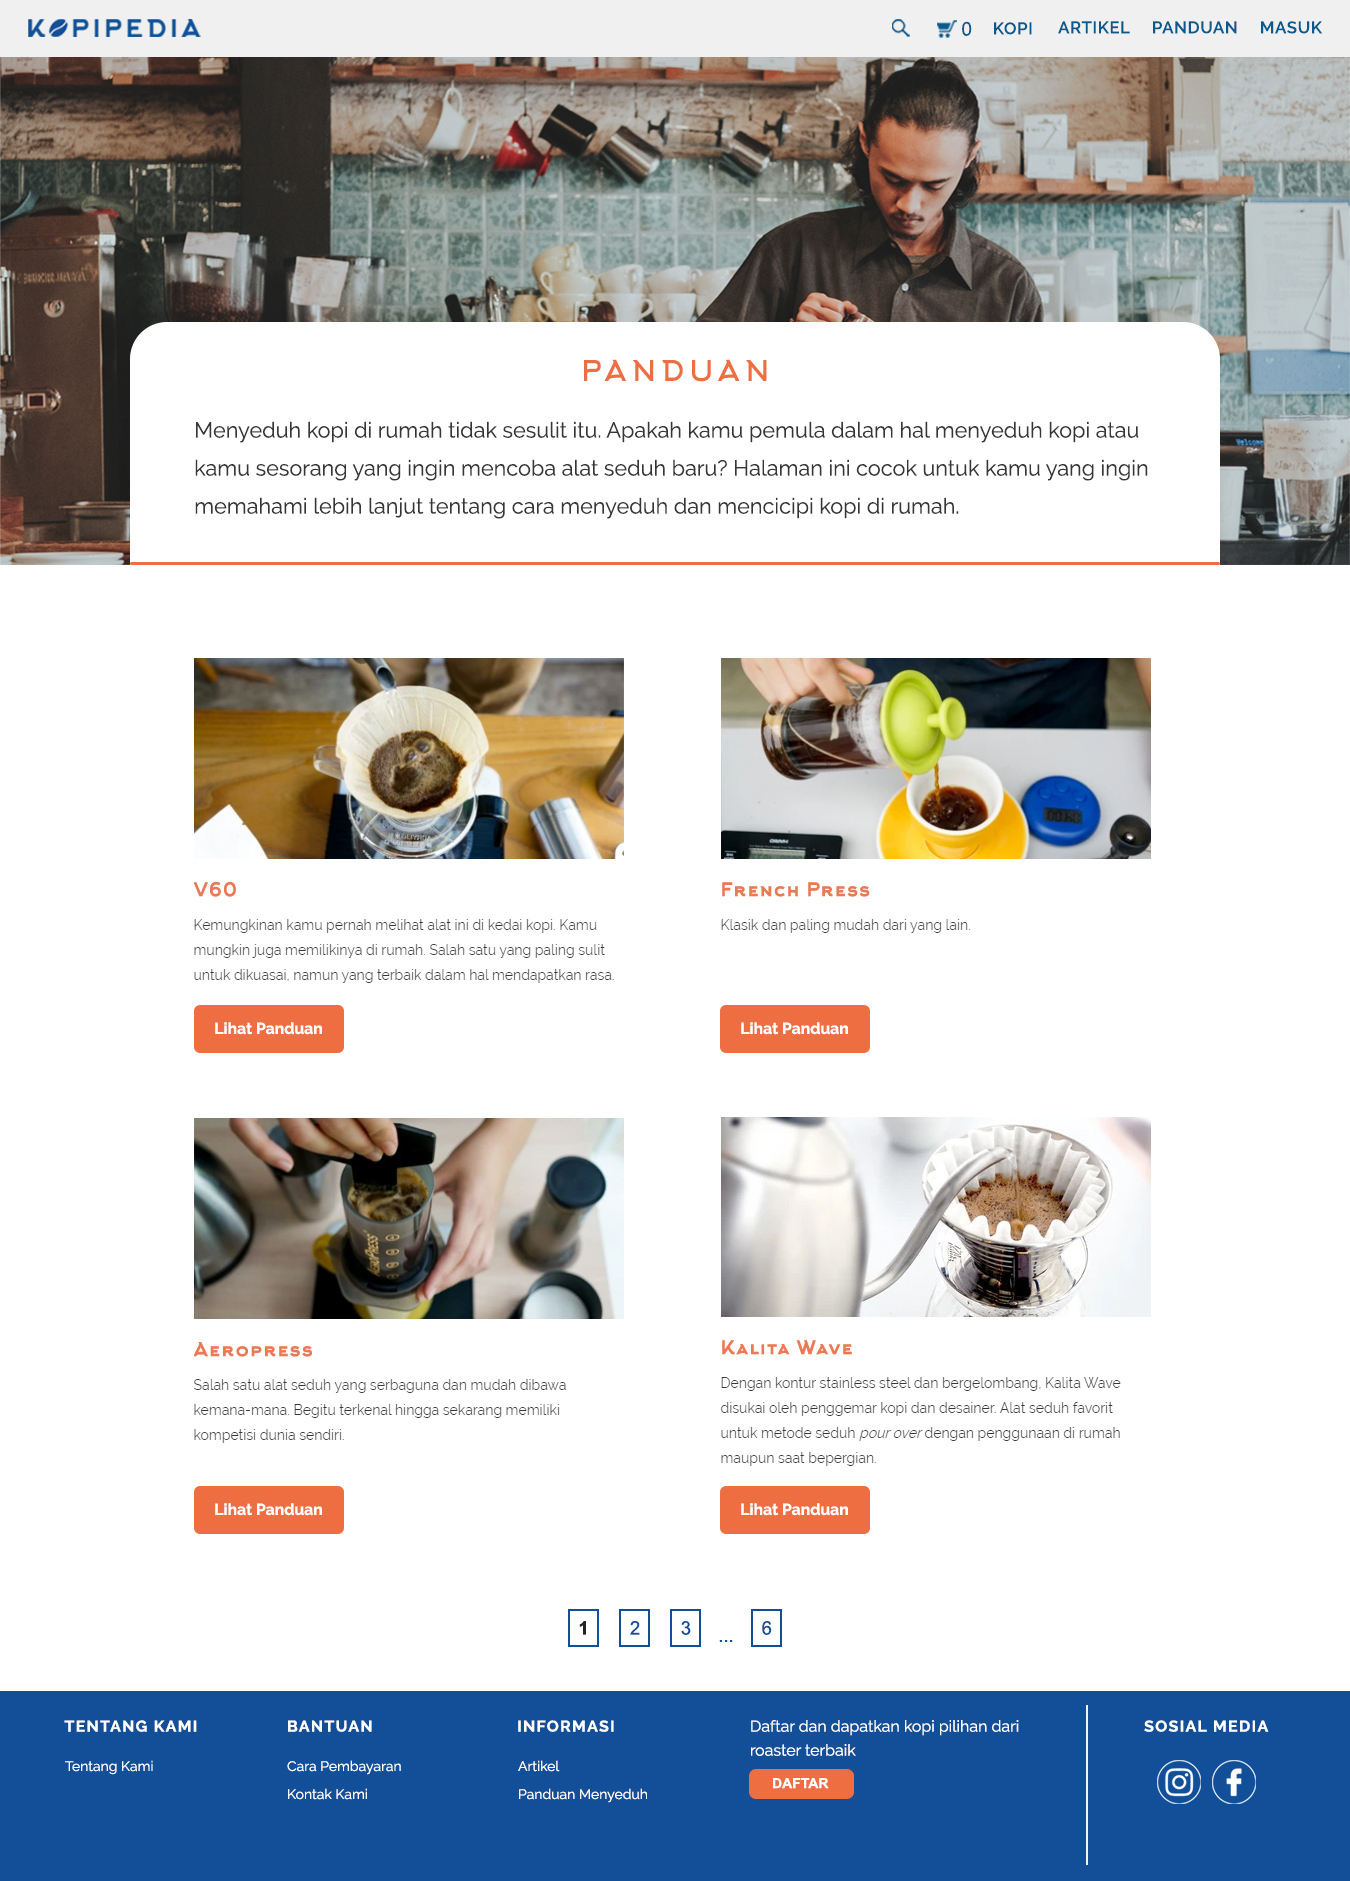 KOPIPEDIA
0 KOPI ARTIKEL PANDUAN MASUK
PANDUAN
Menyeduh kopi di rumah tidak sesulit itu. Apakah kamu pemula dalam hal menyeduh kopi atau
kamu sesorang yang ingin mencoba alat seduh baru? Halaman ini cocok untuk kamu yang ingin
memahami lebih lanjut tentang cara menyeduh dan mencicipi kopi di rumah.
V60
Kemungkinan kamu pernah melihat alat ini di kedai kopi. Kamu
mungkin juga memilikinya di rumah. Salah satu yang paling sulit
untuk dikuasai, namun yang terbaik dalam hal mendapatkan rasa.
Lihat Panduan
French Press
Klasik dan paling mudah dari yang lain.
Lihat Panduan
Aeropress
Salah satu alat seduh yang serbaguna dan mudah dibawa
kemana-mana. Begitu terkenal hingga sekarang memiliki
kompetisi dunia sendiri.
Lihat Panduan
Kalita Wave
Dengan kontur stainless steel dan bergelombang, Kalita Wave
disukai oleh penggemar kopi dan desainer. Alat seduh favorit
untuk metode seduh pour over dengan penggunaan di rumah
maupun saat bepergian.
Lihat Panduan
1 2 3 ... 6
TENTANG KAMI
Tentang Kami
BANTUAN
Cara Pembayaran
Kontak Kami
INFORMASI
Artikel
Panduan Menyeduh
Daftar dan dapatkan kopi pilihan dari
roaster terbaik
DAFTAR
SOSIAL MEDIA